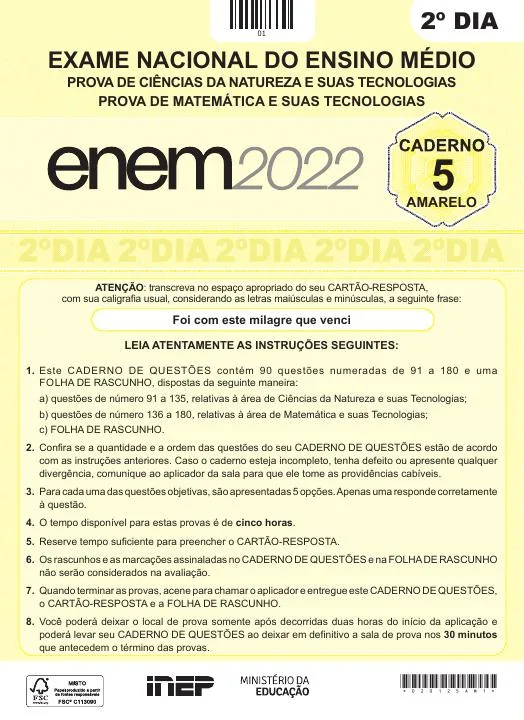 01
2º DIA
EXAME NACIONAL DO ENSINO MÉDIO
PROVA DE CIÊNCIAS DA NATUREZA E SUAS TECNOLOGIAS
PROVA DE MATEMÁTICA E SUAS TECNOLOGIAS
enem2022
CADERNO
5
AMARELO
2ºDIA 2ºDIA 2ºDIA 2ºDIA 2ºDIA
ATENÇÃO: transcreva no espaço apropriado do seu CARTÃO-RESPOSTA,
com sua caligrafia usual, considerando as letras maiúsculas e minúsculas, a seguinte frase:
Foi com este milagre que venci
LEIA ATENTAMENTE AS INSTRUÇÕES SEGUINTES:
1. Este CADERNO DE QUESTÕES contém 90 questões numeradas de 91 a 180 e uma
FOLHA DE RASCUNHO, dispostas da seguinte maneira:
a) questões de número 91 a 135, relativas à área de Ciências da Natureza e suas Tecnologias;
b) questões de número 136 a 180, relativas à área de Matemática e suas Tecnologias;
c) FOLHA DE RASCUNHO.
2. Confira se a quantidade e a ordem das questões do seu CADERNO DE QUESTÕES estão de acordo
com as instruções anteriores. Caso o caderno esteja incompleto, tenha defeito ou apresente qualquer
divergência, comunique ao aplicador da sala para que ele tome as providências cabíveis.
3. Para cada uma das questões objetivas, são apresentadas 5 opções. Apenas uma responde corretamente
à questão.
4. O tempo disponível para estas provas é de cinco horas.
5. Reserve tempo suficiente para preencher o CARTÃO-RESPOSTA.
6. Os rascunhos e as marcações assinaladas no CADERNO DE QUESTÕES e na FOLHA DE RASCUNHO
não serão considerados na avaliação.
7. Quando terminar as provas, acene para chamar o aplicador e entregue este CADERNO DE QUESTÕES,
o CARTÃO-RESPOSTA e a FOLHA DE RASCUNHO.
8. Você poderá deixar o local de prova somente após decorridas duas horas do início da aplicação e
poderá levar seu CADERNO DE QUESTÕES ao deixar em definitivo a sala de prova nos 30 minutos
que antecedem o término das provas.
FSC
MISTO
Papel produzido a partir
de fontes responsáveis
FSC® C113090
inep
MINISTÉRIO DA
EDUCAÇÃO
*020125AM1*